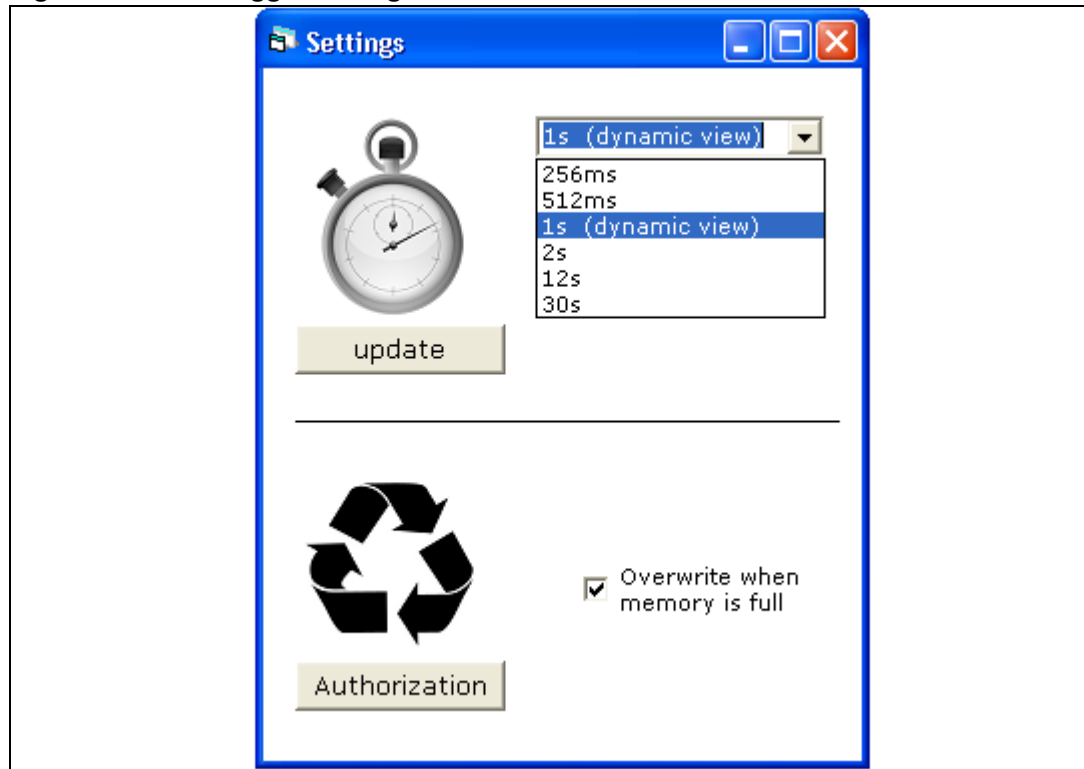 Settings
1s (dynamic view)
256ms
512ms
1s (dynamic view)
2s
12s
30s
update
Overwrite when
memory is full
Authorization